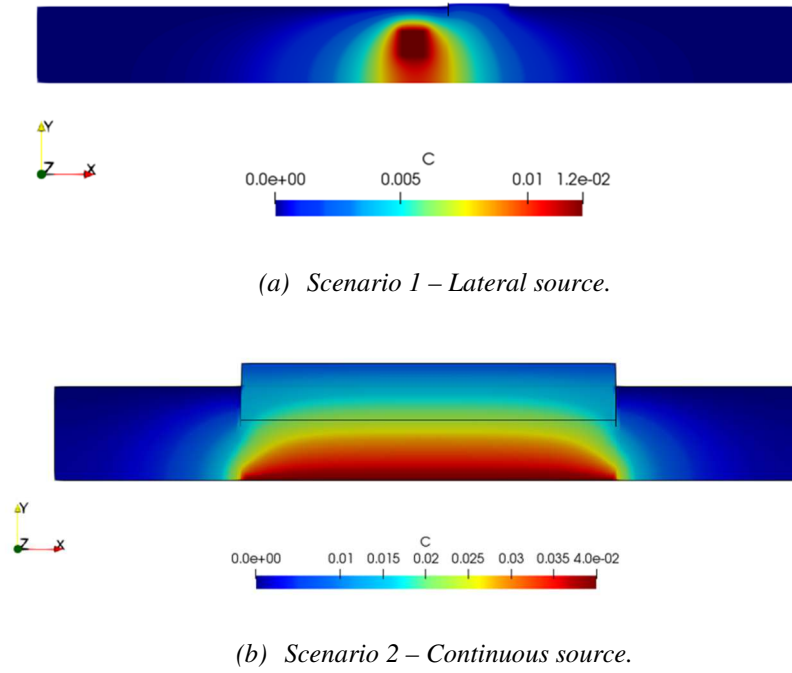 Y
Z X
C
0.0e+00 0.005 0.01 1.2e-02
(a) Scenario 1 – Lateral source.
Y
Z X
C
0.0e+00 0.01 0.015 0.02 0.025 0.03 0.035 4.0e-02
(b) Scenario 2 – Continuous source.